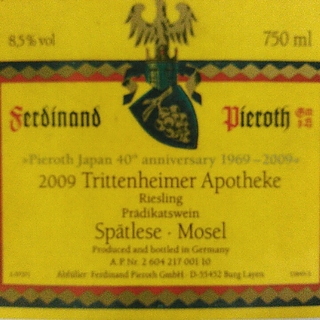 8,5% vol
750 ml
Ferdinand Pieroth
»Pieroth Japan 40th anniversary 1969 – 2009«
2009 Trittenheimer Apotheke
Riesling
Prädikatswein
Spätlese · Mosel
Produced and bottled in Germany
A.P. Nr. 2 604 217 001 10
Abfüller: Ferdinand Pieroth GmbH · D-55452 Burg Layen